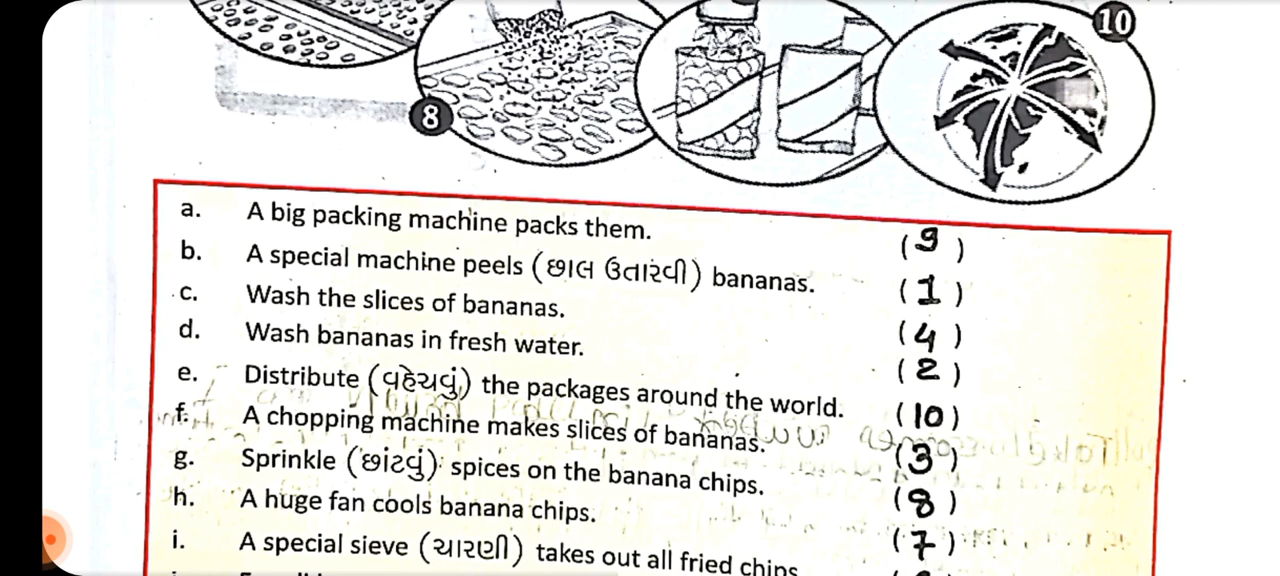 10
8
a. A big packing machine packs them. (9)
b. A special machine peels (છાલ ઉતારવી) bananas. (1)
c. Wash the slices of bananas. (4)
d. Wash bananas in fresh water. (2)
e. Distribute (વહેચવું) the packages around the world. (10)
f. A chopping machine makes slices of bananas. (3)
g. Sprinkle (છાંટવું) spices on the banana chips. (8)
h. A huge fan cools banana chips. (7)
i. A special sieve (ચારણી) takes out all fried chips